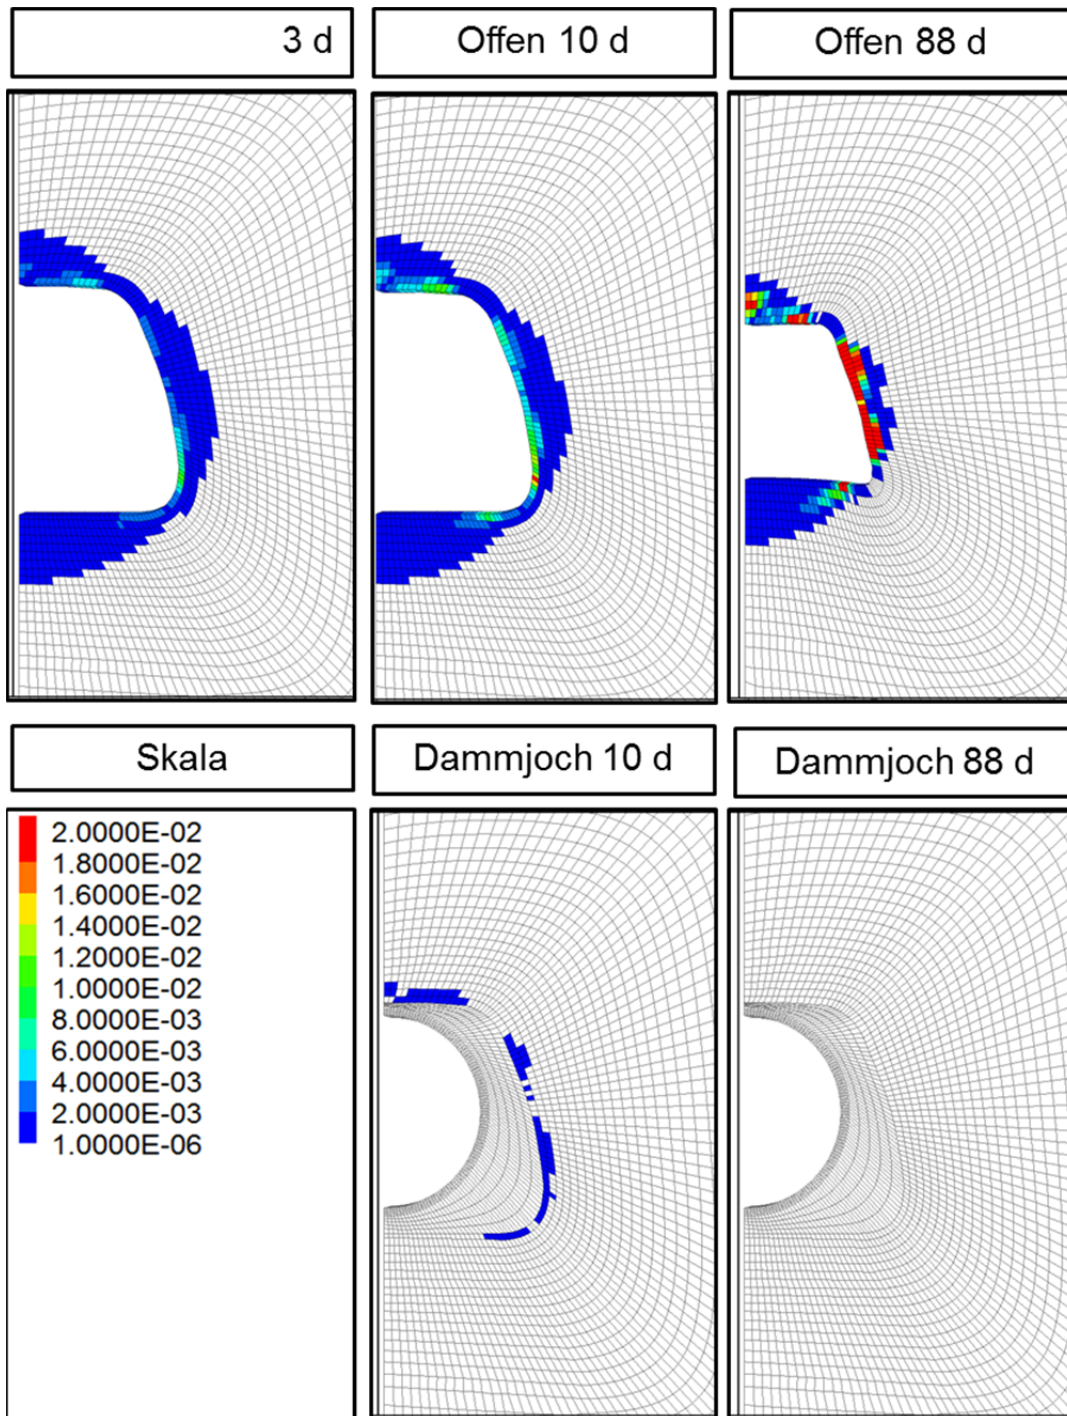 3 d
Offen 10 d
Offen 88 d
Skala
Dammjoch 10 d
Dammjoch 88 d
2.0000E-02
1.8000E-02
1.6000E-02
1.4000E-02
1.2000E-02
1.0000E-02
8.0000E-03
6.0000E-03
4.0000E-03
2.0000E-03
1.0000E-06